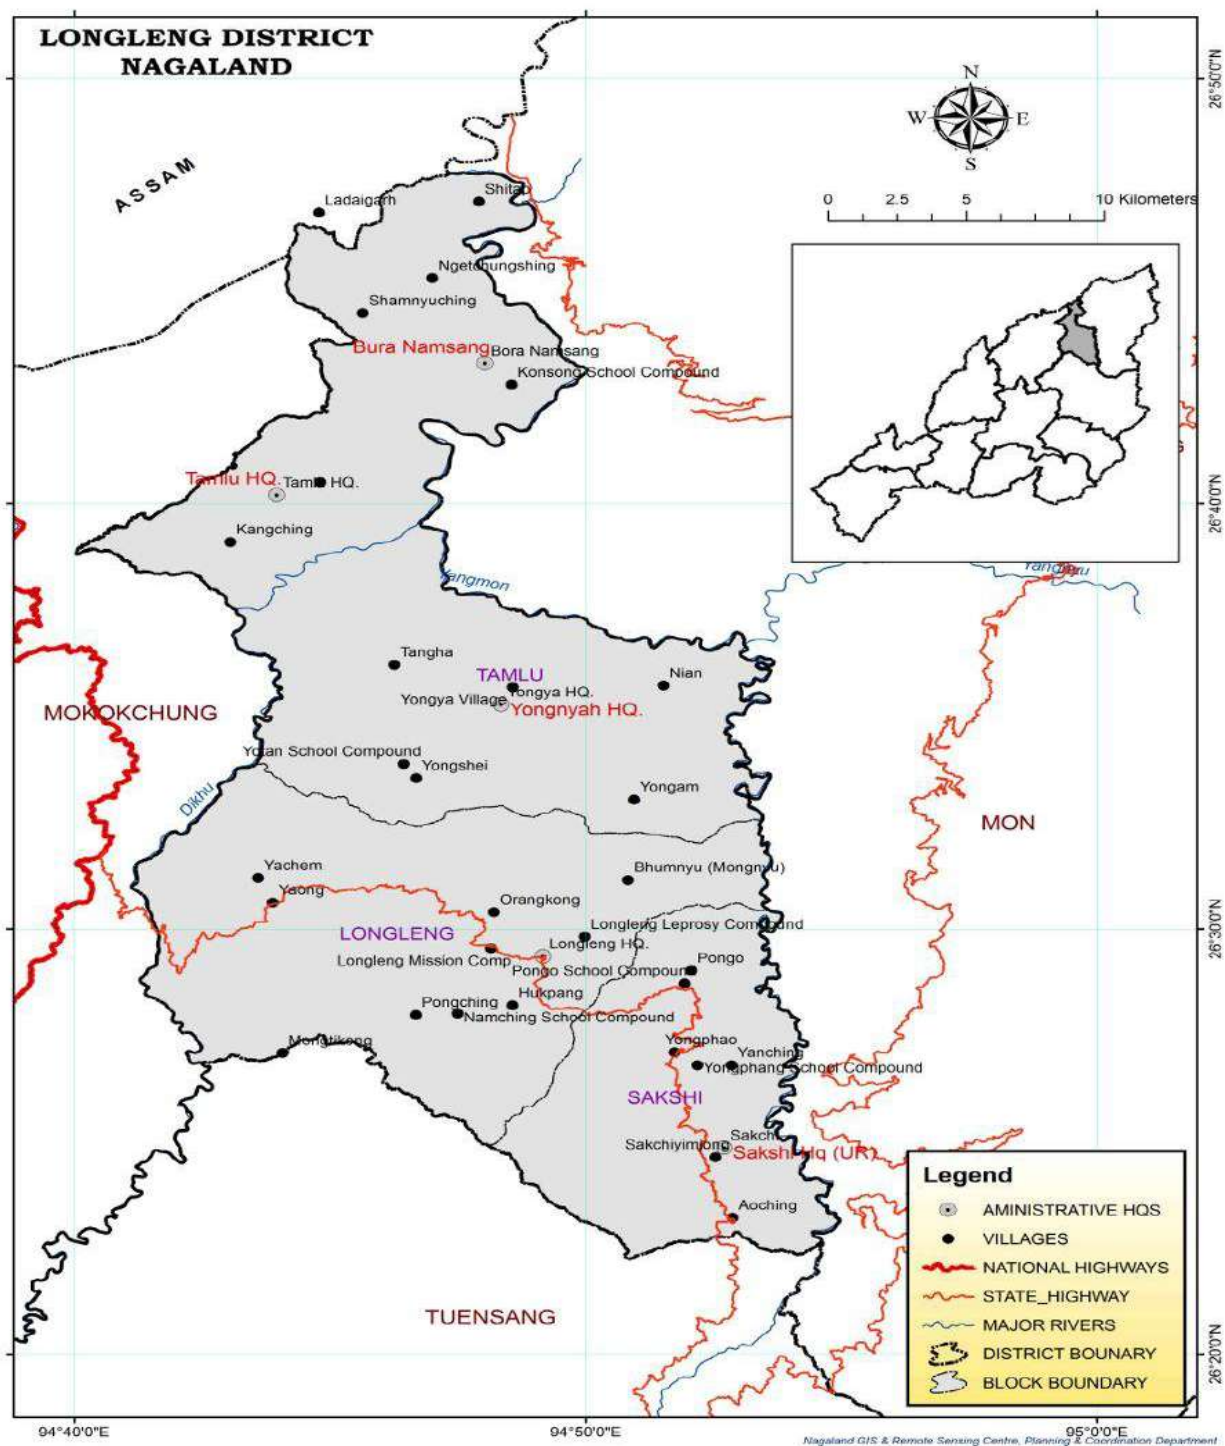 LONGLENG DISTRICT
NAGALAND
N
W E
S
0 2.5 5 10 Kilometers
26°50'0"N
ASSAM
Ladaigarh
Shitap
Ngetchungshing
Shamnyuching
Bura Namsang
Bora Namsang
Konsong School Compound
Tamlu HQ.
Tamlu HQ.
26°40'0"N
Kangching
Yangmon
Tangha
TAMLU
Nian
Yongya HQ.
Yongya Village
Yongnyah HQ.
MOKOKCHUNG
Yotan School Compound
Yongshei
Yongam
Dikhu
MON
Yachem
Bhumnyu (Mongnyu)
Yaong
Orangkong
Longleng Leprosy Compound
LONGLENG
Longleng HQ.
26°30'0"N
Longleng Mission Comp
Pongo School Compound
Pongo
Hukpang
Pongching
Namching School Compound
Mongtikang
Yongphao
Yanching
Yongphang School Compound
SAKSHI
Sakchi
Sakchiyimjong
Sakshi Hq (UR)
Aoching
TUENSANG
Legend
AMINISTRATIVE HQS
VILLAGES
NATIONAL HIGHWAYS
STATE_HIGHWAY
MAJOR RIVERS
DISTRICT BOUNARY
BLOCK BOUNDARY
26°20'0"N
94°40'0"E 94°50'0"E 95°0'0"E
Nagaland GIS & Remote Sensing Centre, Planning & Coordination Department